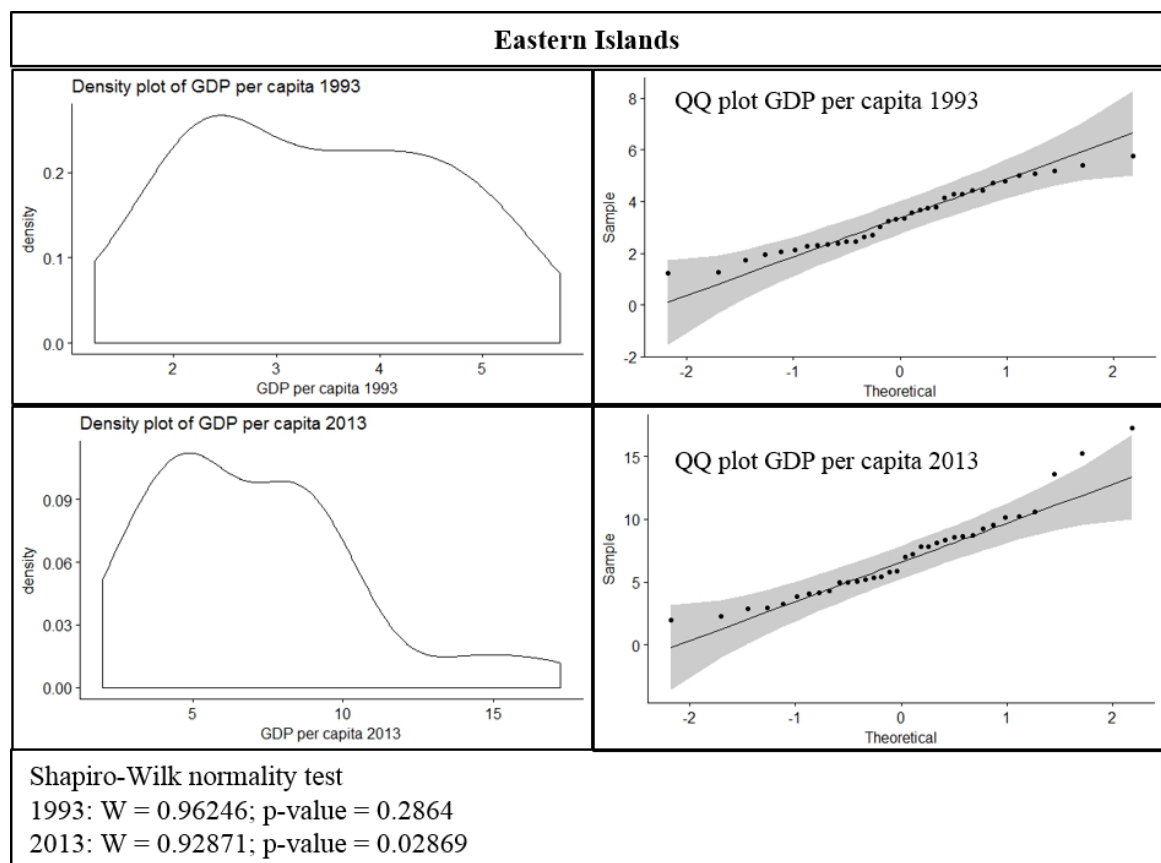 Eastern Islands
Density plot of GDP per capita 1993
density
0.2
0.1
0.0
2 3 4 5
GDP per capita 1993
QQ plot GDP per capita 1993
Sample
8
6
4
2
0
-2
-2 -1 0 1 2
Theoretical
Density plot of GDP per capita 2013
density
0.09
0.06
0.03
0.00
5 10 15
GDP per capita 2013
QQ plot GDP per capita 2013
Sample
15
10
5
0
-2 -1 0 1 2
Theoretical
Shapiro-Wilk normality test
1993: W = 0.96246; p-value = 0.2864
2013: W = 0.92871; p-value = 0.02869